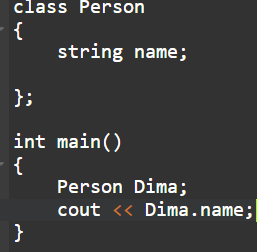 class Person
{
    string name;
};
int main()
{
    Person Dima;
    cout << Dima.name;
}